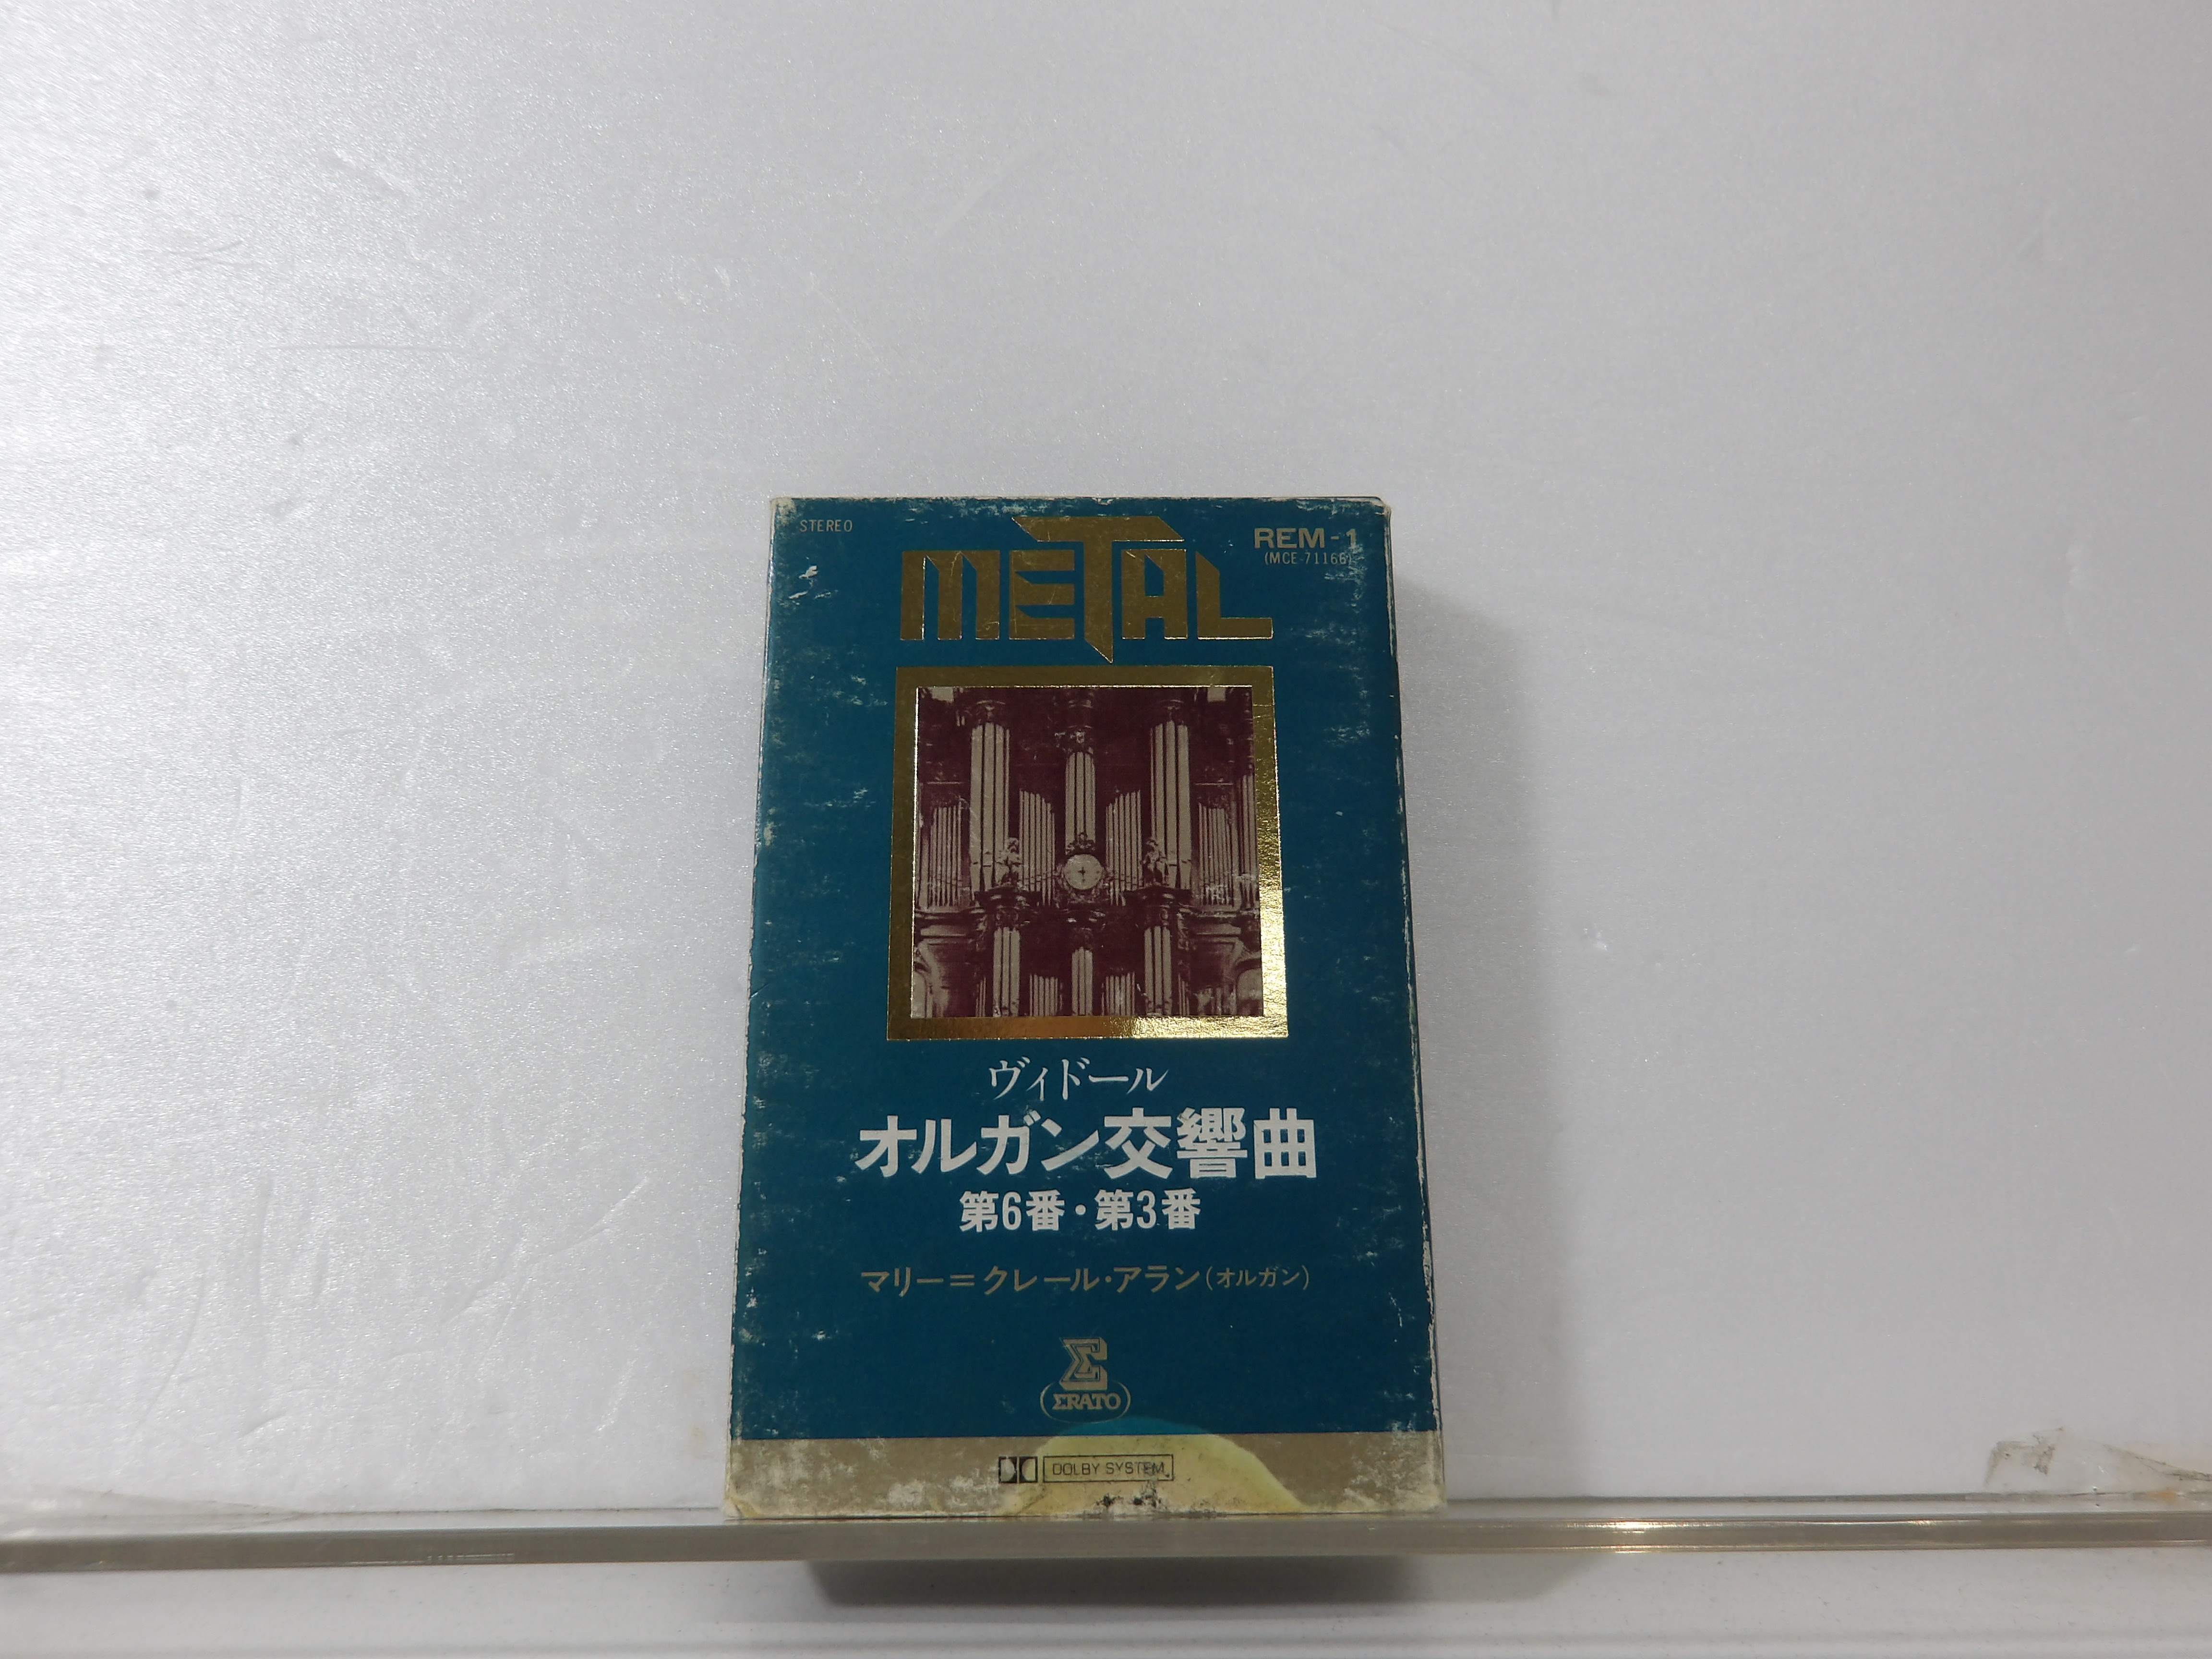 STEREO
METAL
REM-1
(MCE-71166)
ヴィドール
オルガン交響曲
第6番・第3番
マリー=クレール・アラン(オルガン)
ERATO
DOLBY SYSTEM